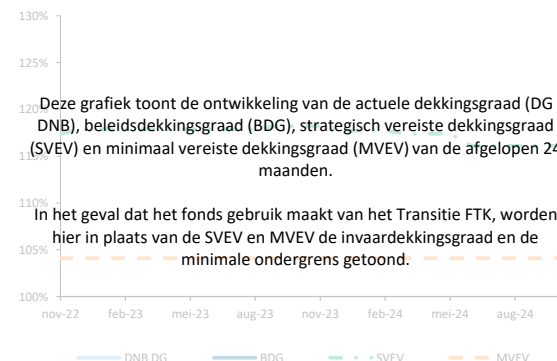 130%
125%
120%
115%
110%
105%
100%
Deze grafiek toont de ontwikkeling van de actuele dekkingsgraad (DG
DNB), beleidsdekkingsgraad (BDG), strategisch vereiste dekkingsgraad
(SVEV) en minimaal vereiste dekkingsgraad (MVEV) van de afgelopen 24
maanden.
In het geval dat het fonds gebruik maakt van het Transitie FTK, worden
hier in plaats van de SVEV en MVEV de invaardekkingsgraad en de
minimale ondergrens getoond.
nov-22 feb-23 mei-23 aug-23 nov-23 feb-24 mei-24 aug-24
DNB DG BDG SVEV MVEV